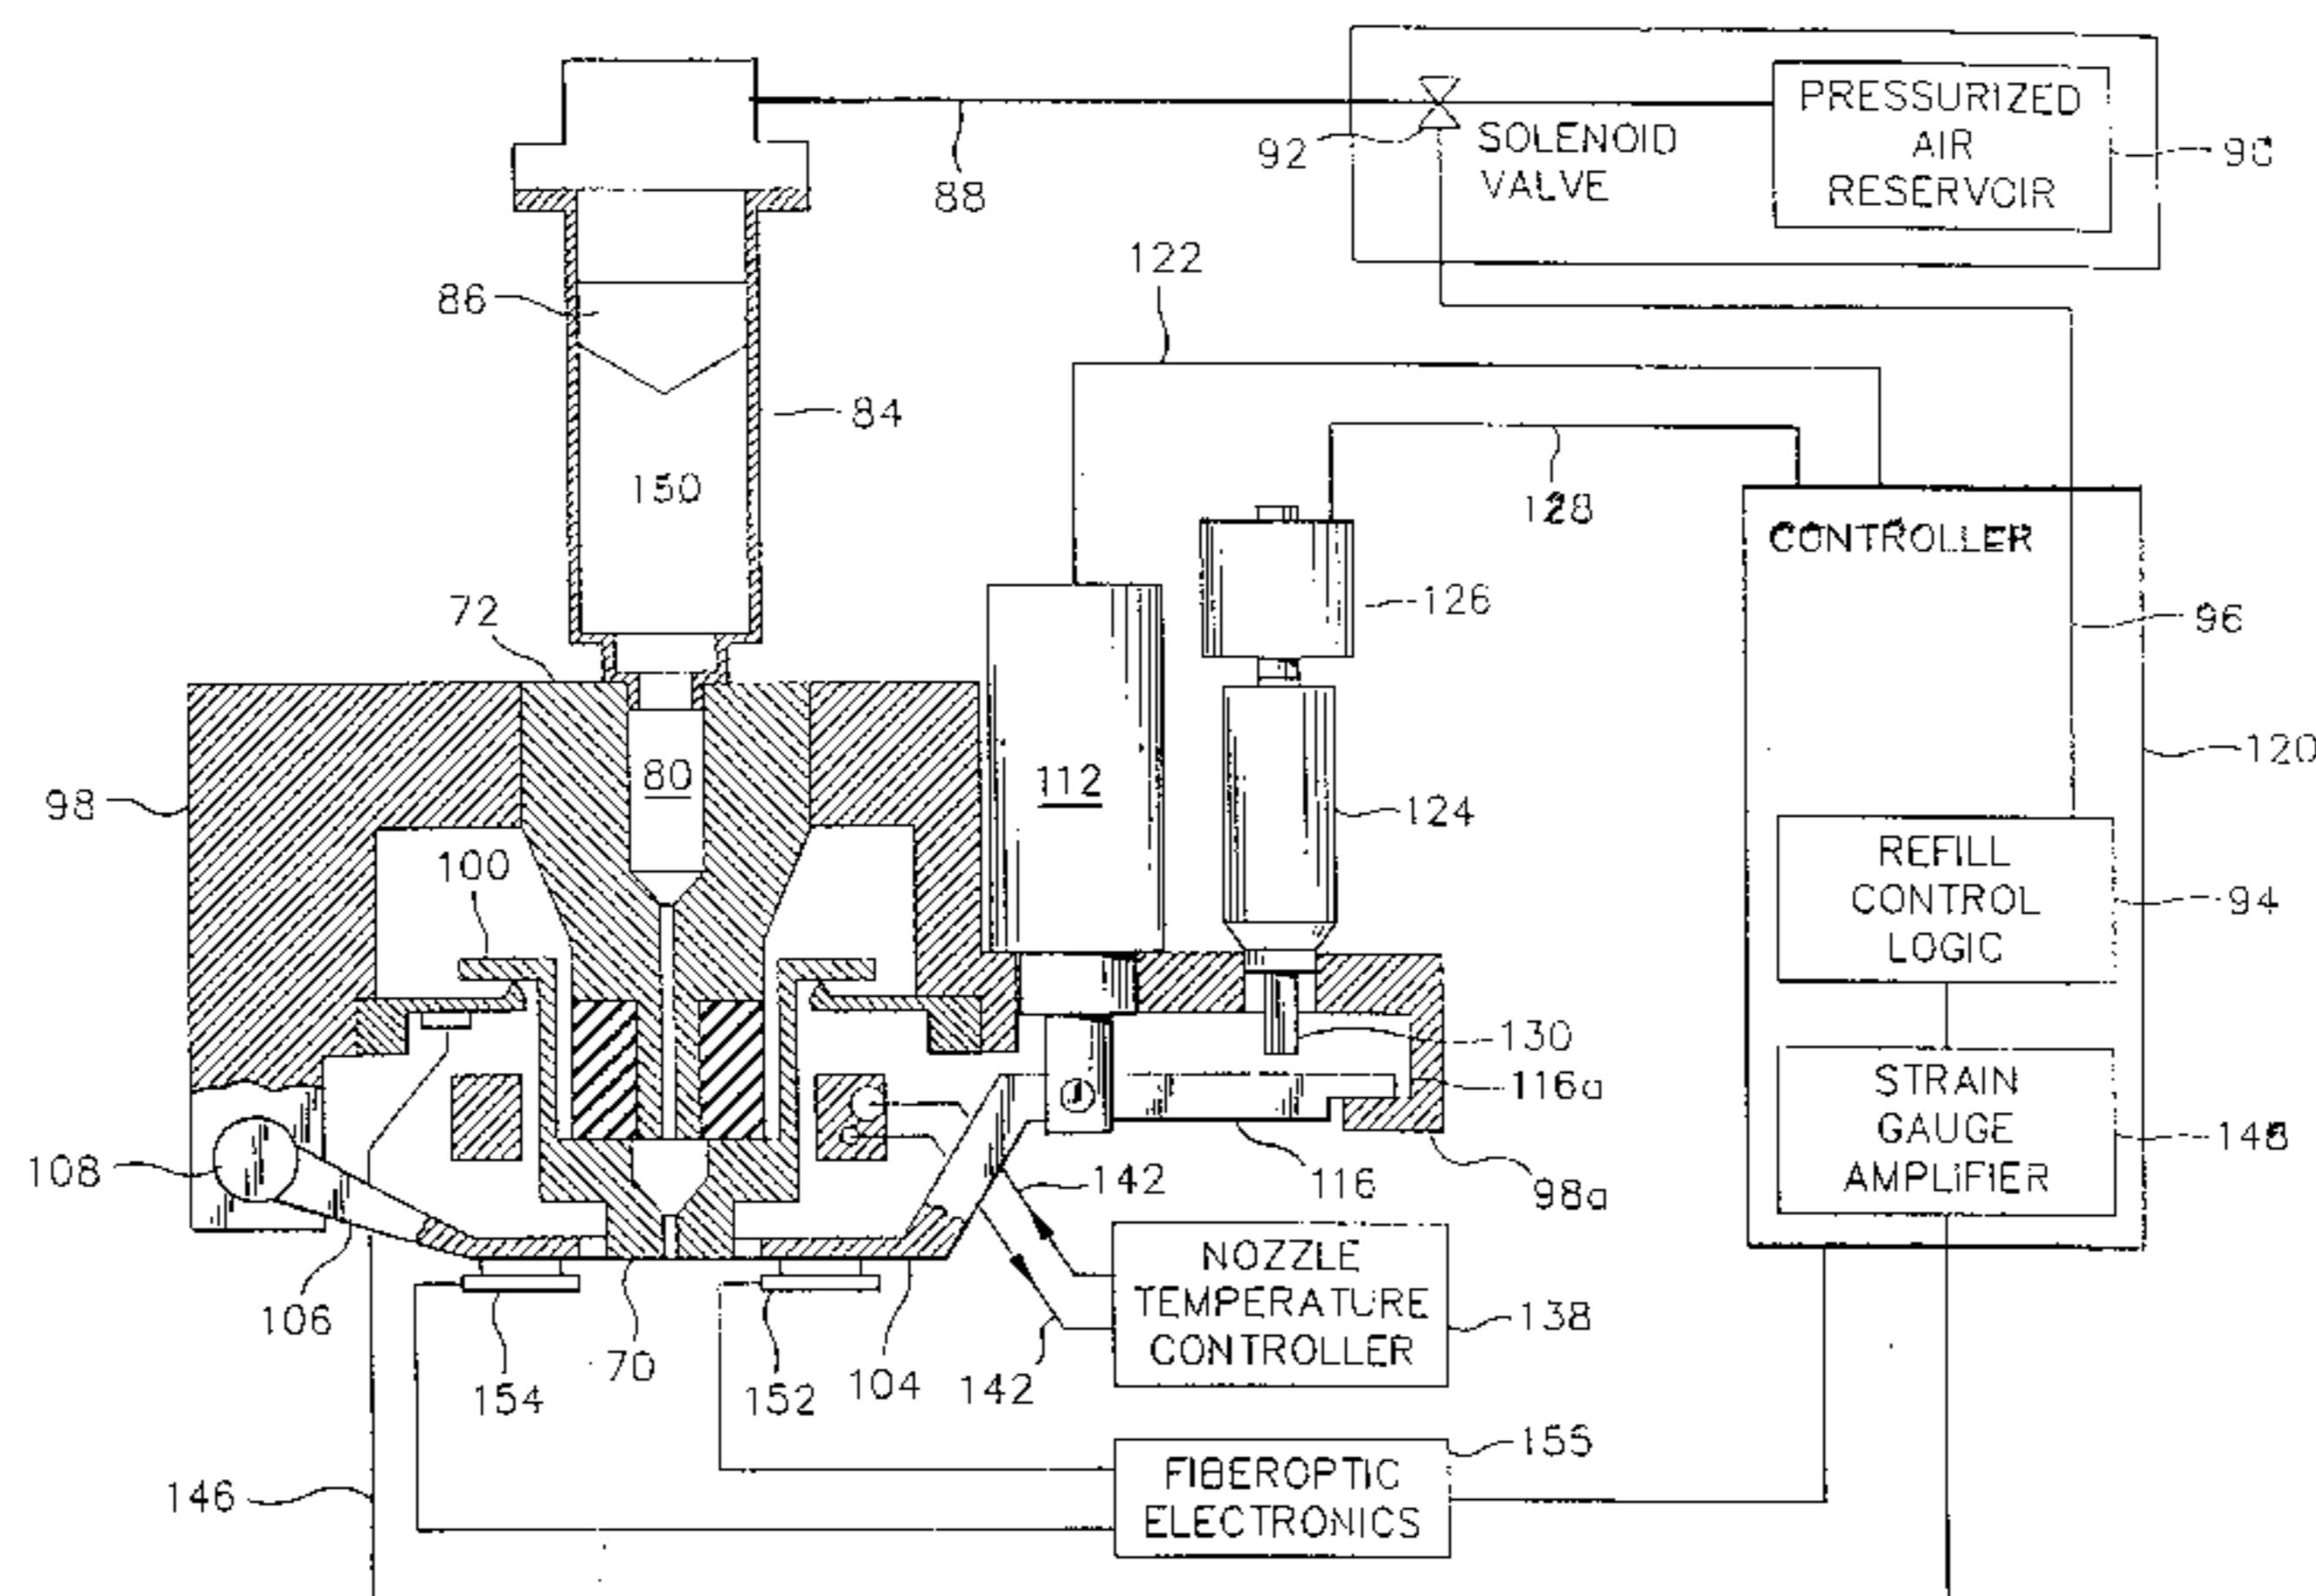 PRESSURIZED
AIR
RESERVOIR
92
SOLENOID
VALVE
90
88
122
86
84
150
128
CONTROLLER
72
126
96
98
80
112
124
120
100
REFILL
CONTROL
LOGIC
94
130
116a
STRAIN
GAUGE
AMPLIFIER
148
108
142
116
98a
106
154
70
152
104
142
NOZZLE
TEMPERATURE
CONTROLLER
138
146
FIBEROPTIC
ELECTRONICS
155